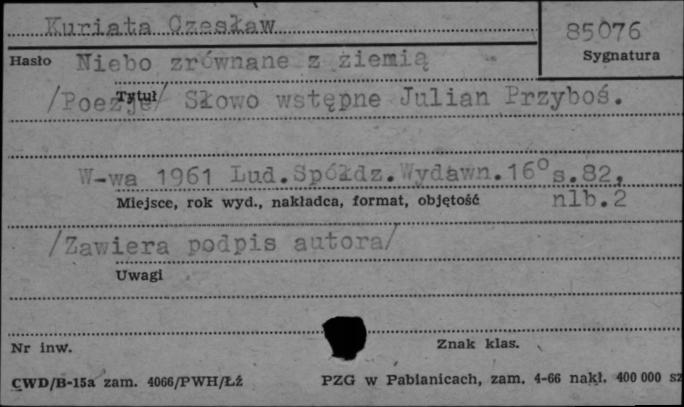 Kuriata Czesław
85076
Sygnatura
Hasło Niebo zrównane z ziemią
Tytuł
/Poezje/ Słowo wstępne Julian Przyboś.
W-wa 1961 Lud.Spółdz.Wydawn.16° s.82,
Miejsce, rok wyd., nakładca, format, objętość nlb.2
/Zawiera podpis autora/
Uwagi
Nr inw. Znak klas.
CWD/B-15a zam. 4066/PWH/Łź PZG w Pabianicach, zam. 4-66 nakł. 400 000 sz